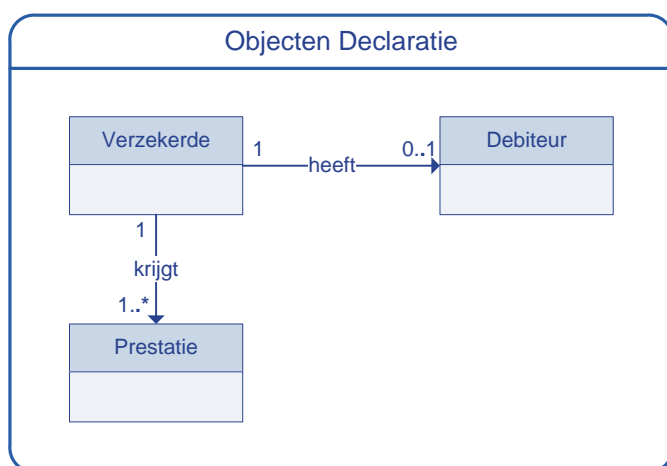 Objecten Declaratie
Verzekerde
1
heeft
0..1
Debiteur
1
krijgt
1..*
Prestatie